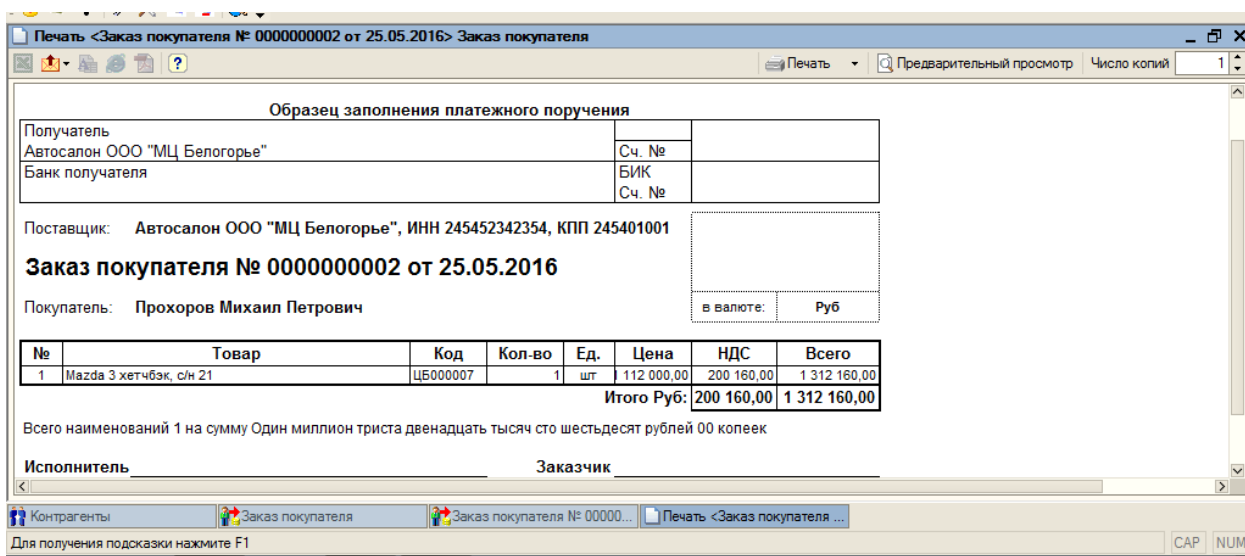 Печать <Заказ покупателя № 0000000002 от 25.05.2016> Заказ покупателя
Печать Предварительный просмотр Число копий 1
Образец заполнения платежного поручения
Получатель
Автосалон ООО "МЦ Белогорье" Сч. №
Банк получателя БИК
Сч. №
Поставщик: Автосалон ООО "МЦ Белогорье", ИНН 245452342354, КПП 245401001
Заказ покупателя № 0000000002 от 25.05.2016
Покупатель: Прохоров Михаил Петрович в валюте: Руб
№ Товар Код Кол-во Ед. Цена НДС Всего
1 Mazda 3 хетчбэк, с/н 21 ЦБ000007 1 шт 1 112 000,00 200 160,00 1 312 160,00
Итого Руб: 200 160,00 1 312 160,00
Всего наименований 1 на сумму Один миллион триста двенадцать тысяч сто шестьдесят рублей 00 копеек
Исполнитель Заказчик
Контрагенты Заказ покупателя Заказ покупателя № 00000... Печать <Заказ покупателя ...
Для получения подсказки нажмите F1 CAP NUM